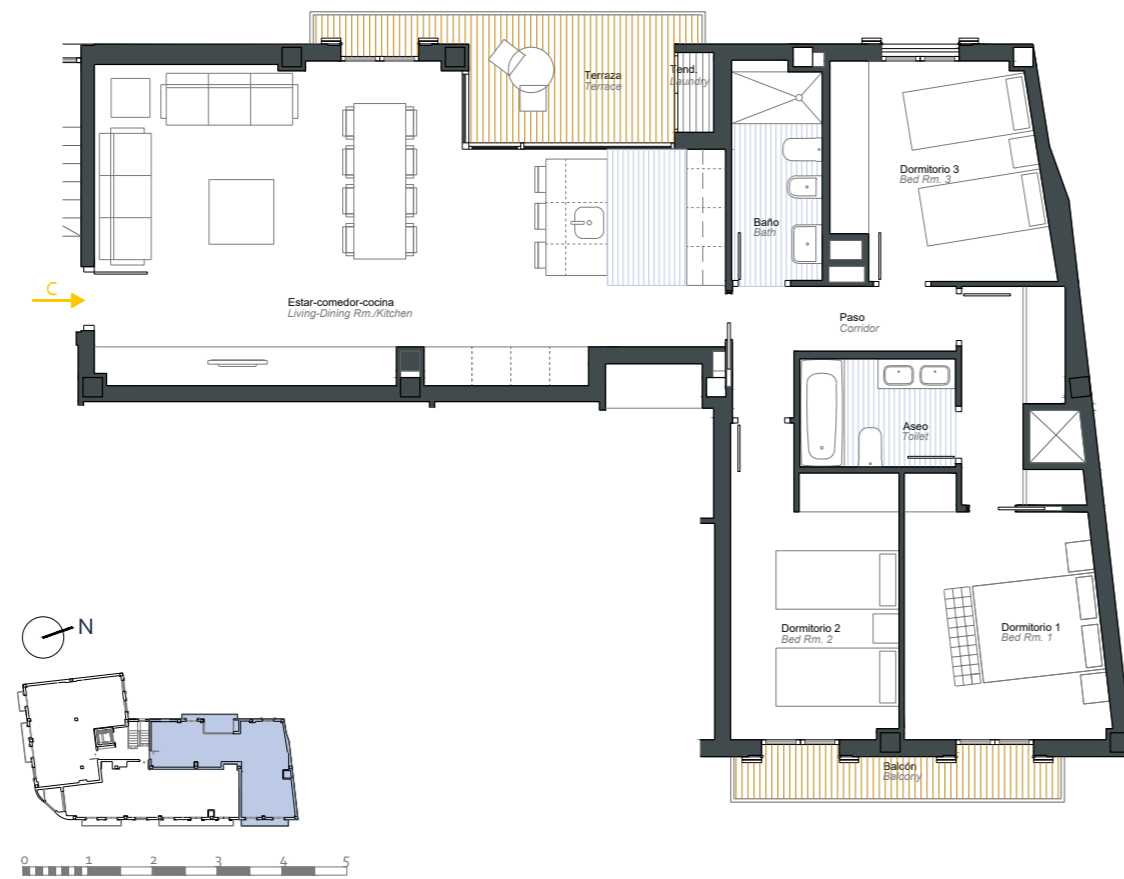 Terraza
Terrace
Tend.
Laundry
Dormitorio 3
Bed Rm. 3
Baño
Bath
C
Estar-comedor-cocina
Living-Dining Rm./Kitchen
Paso
Corridor
Aseo
Toilet
Dormitorio 2
Bed Rm. 2
Dormitorio 1
Bed Rm. 1
N
Balcón
Balcony
0 1 2 3 4 5